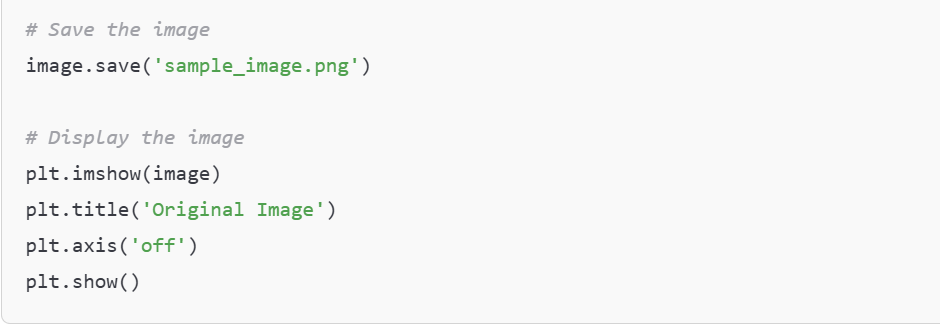 # Save the image
image.save('sample_image.png')
# Display the image
plt.imshow(image)
plt.title('Original Image')
plt.axis('off')
plt.show()